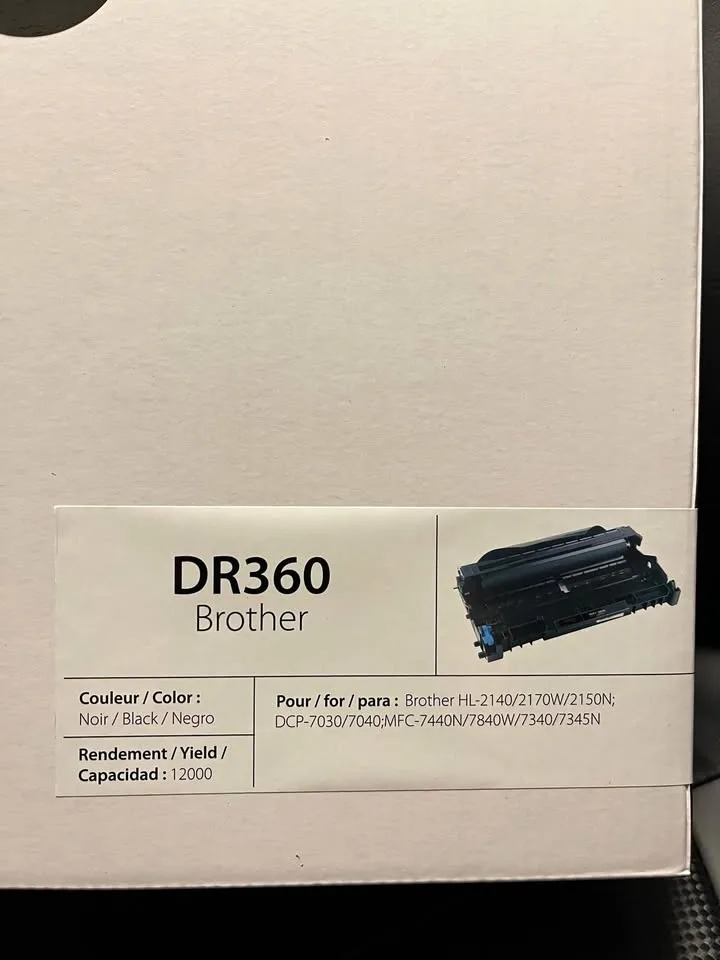 DR360
Brother
Couleur / Color :
Noir / Black / Negro
Rendement / Yield /
Capacidad : 12000
Pour / for / para : Brother HL-2140/2170W/2150N;
DCP-7030/7040;MFC-7440N/7840W/7340/7345N